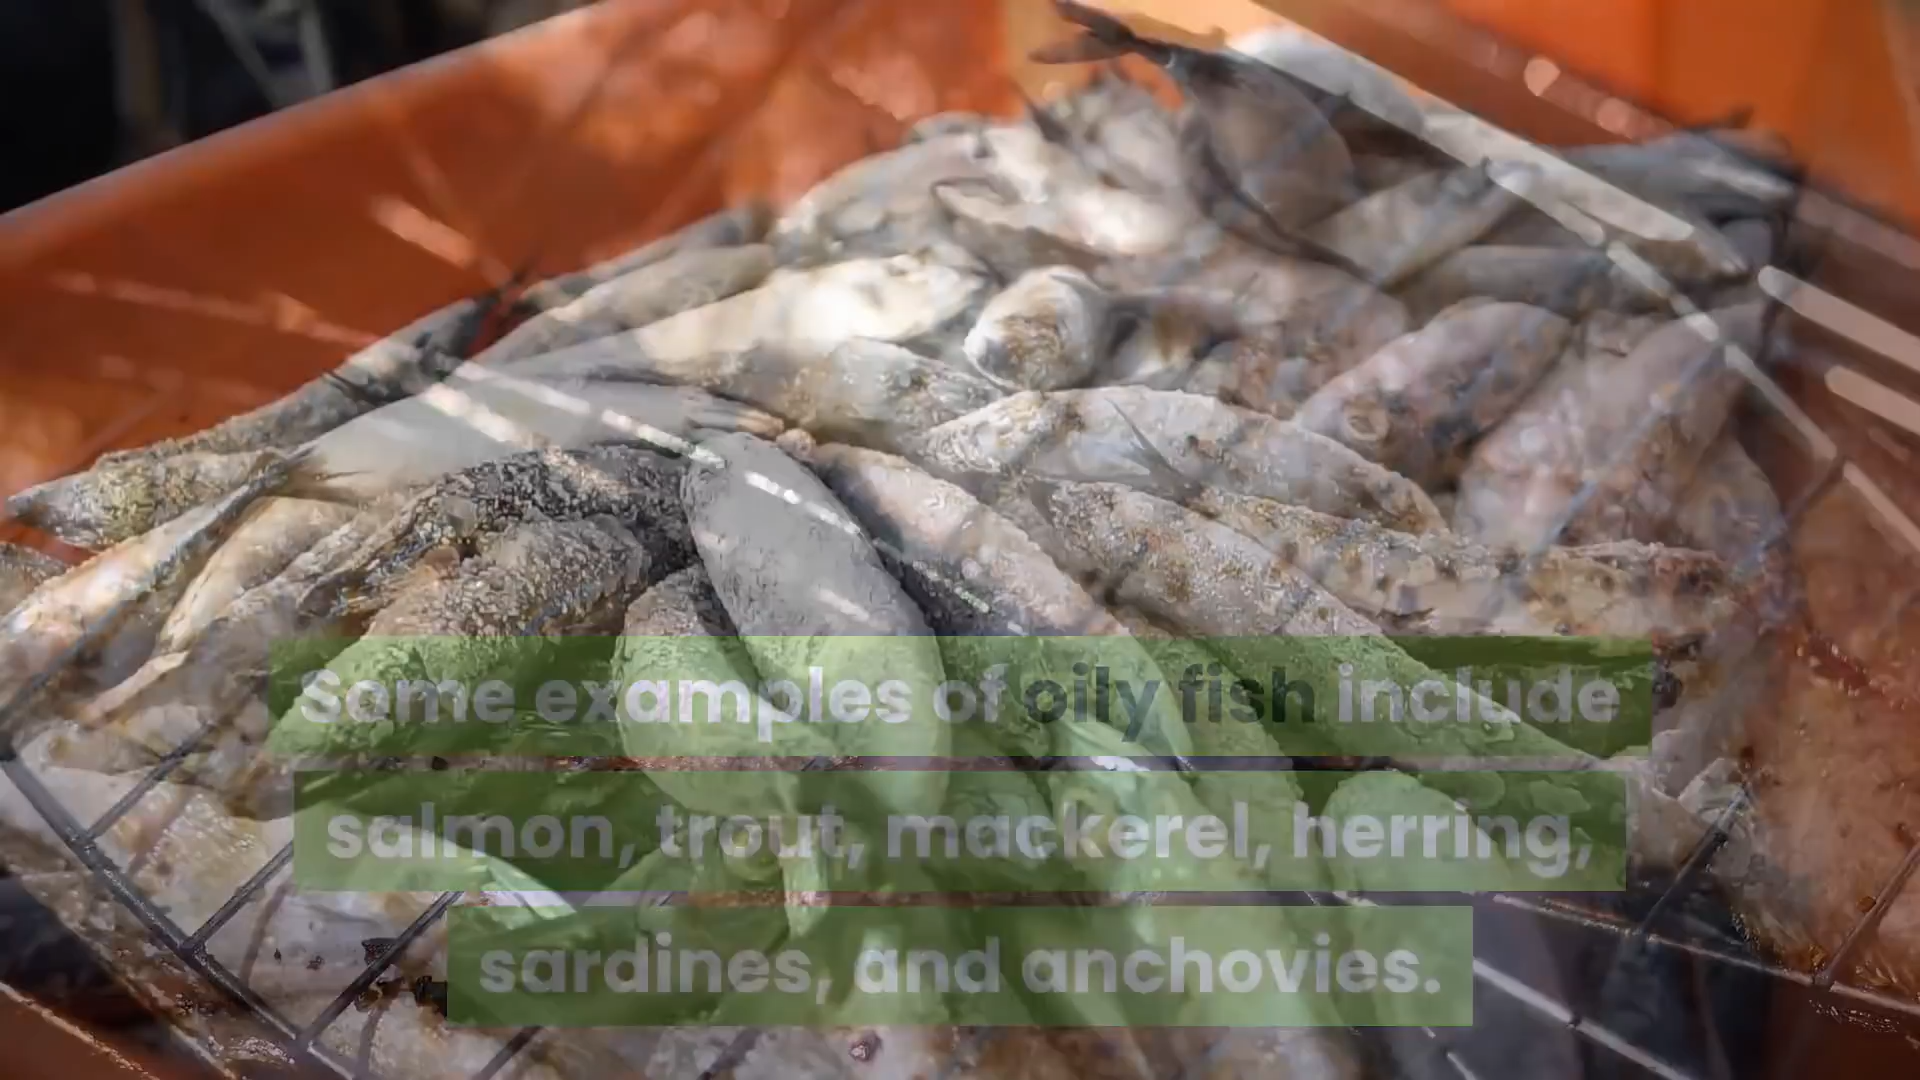 Some examples of oily fish include
salmon, trout, mackerel, herring,
sardines, and anchovies.